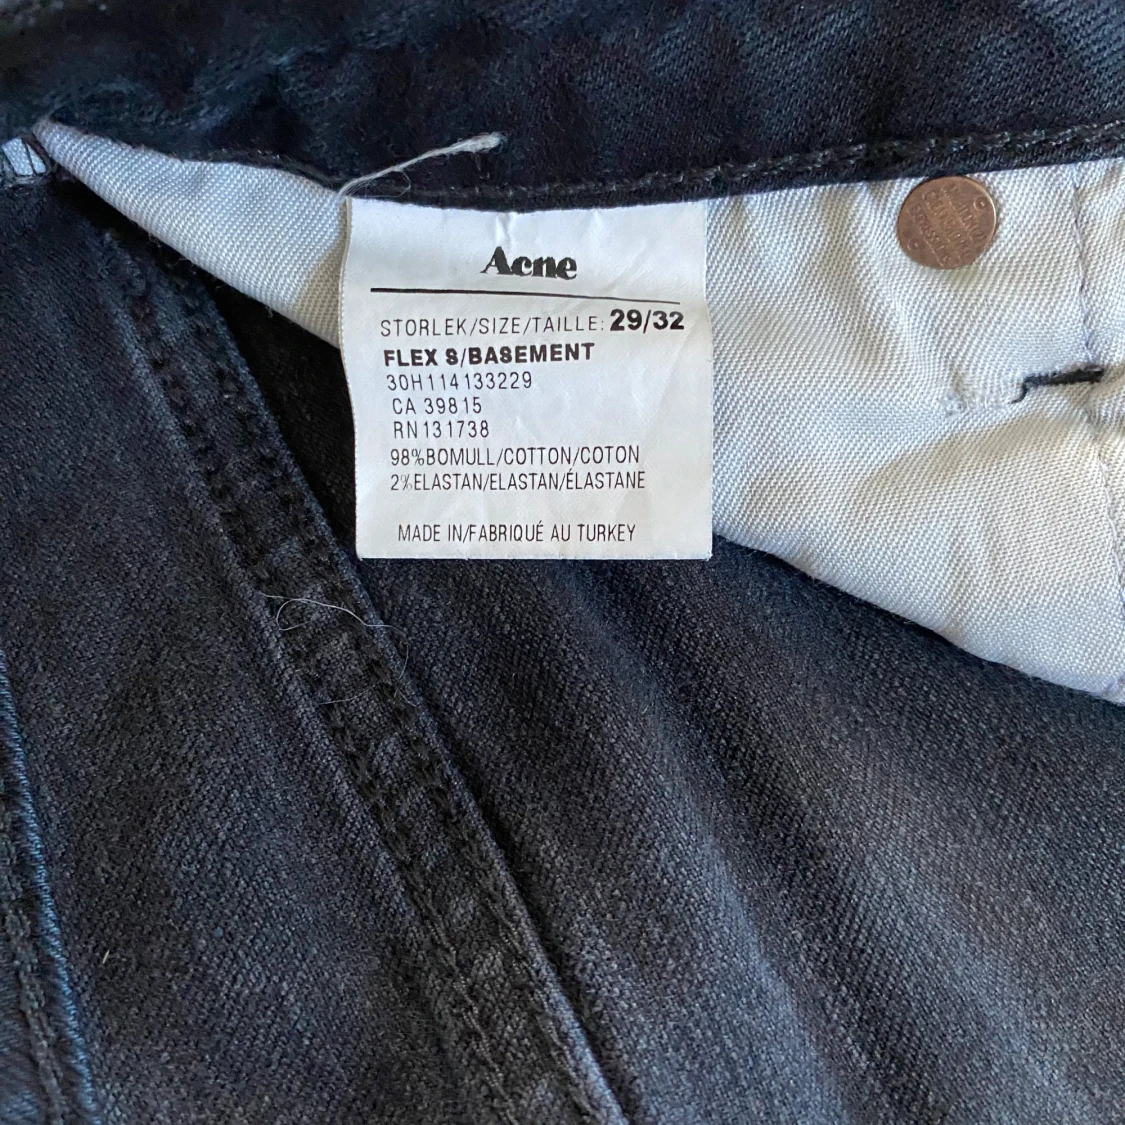 Acne
STORLEK/SIZE/TAILLE: 29/32
FLEX S/BASEMENT
30H114133229
CA 39815
RN131738
98%BOMULL/COTTON/COTON
2%ELASTAN/ELASTAN/ÉLASTANE
MADE IN/FABRIQUÉ AU TURKEY